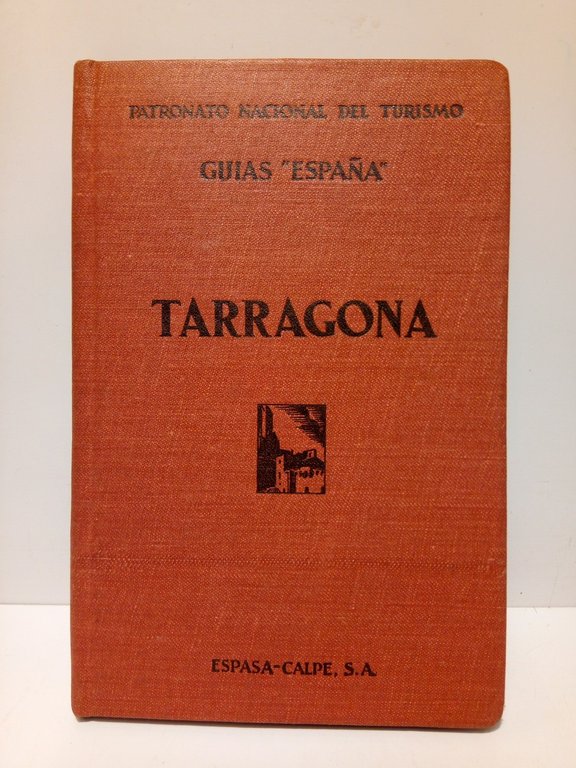 PATRONATO NACIONAL DEL TURISMO
GUIAS "ESPAÑA"
TARRAGONA
ESPASA-CALPE, S.A.